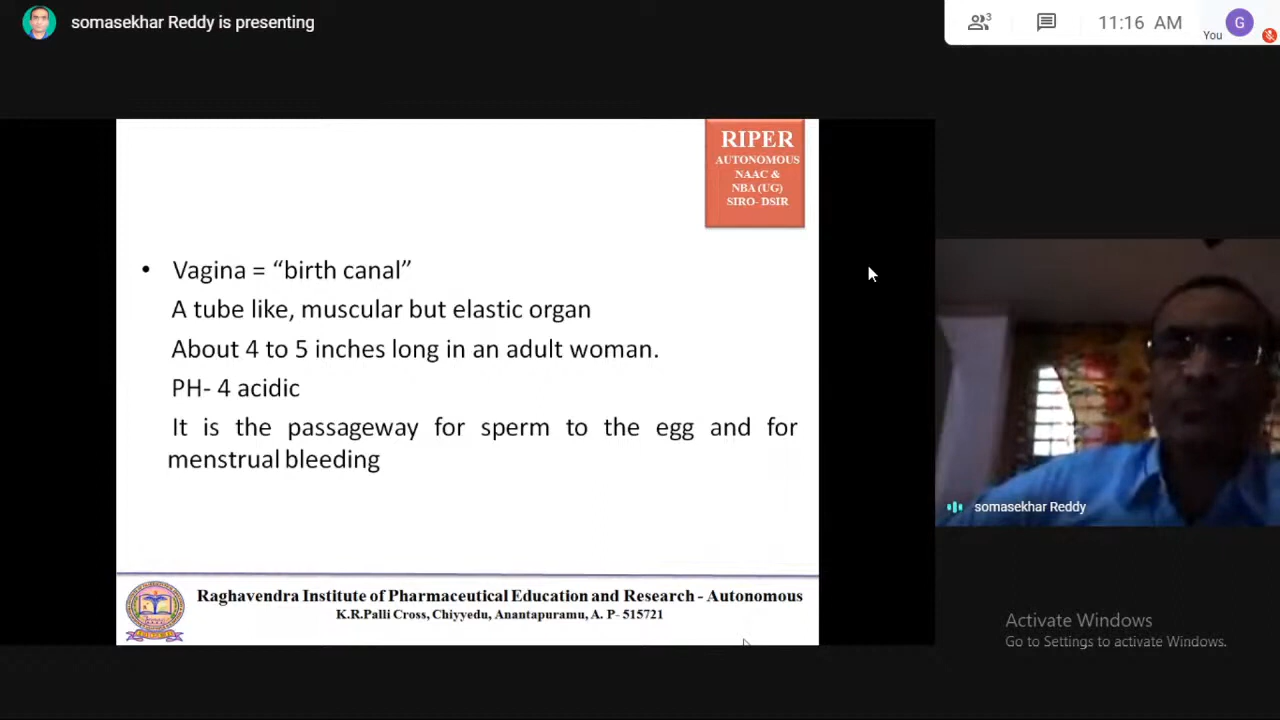 somasekhar Reddy is presenting
3
11:16 AM
You
G
RIPER
AUTONOMOUS
NAAC &
NBA (UG)
SIRO- DSIR
• Vagina = “birth canal”
A tube like, muscular but elastic organ
About 4 to 5 inches long in an adult woman.
PH- 4 acidic
It is the passageway for sperm to the egg and for
menstrual bleeding
somasekhar Reddy
Raghavendra Institute of Pharmaceutical Education and Research - Autonomous
K.R.Palli Cross, Chiyyedu, Anantapuramu, A. P- 515721
Activate Windows
Go to Settings to activate Windows.